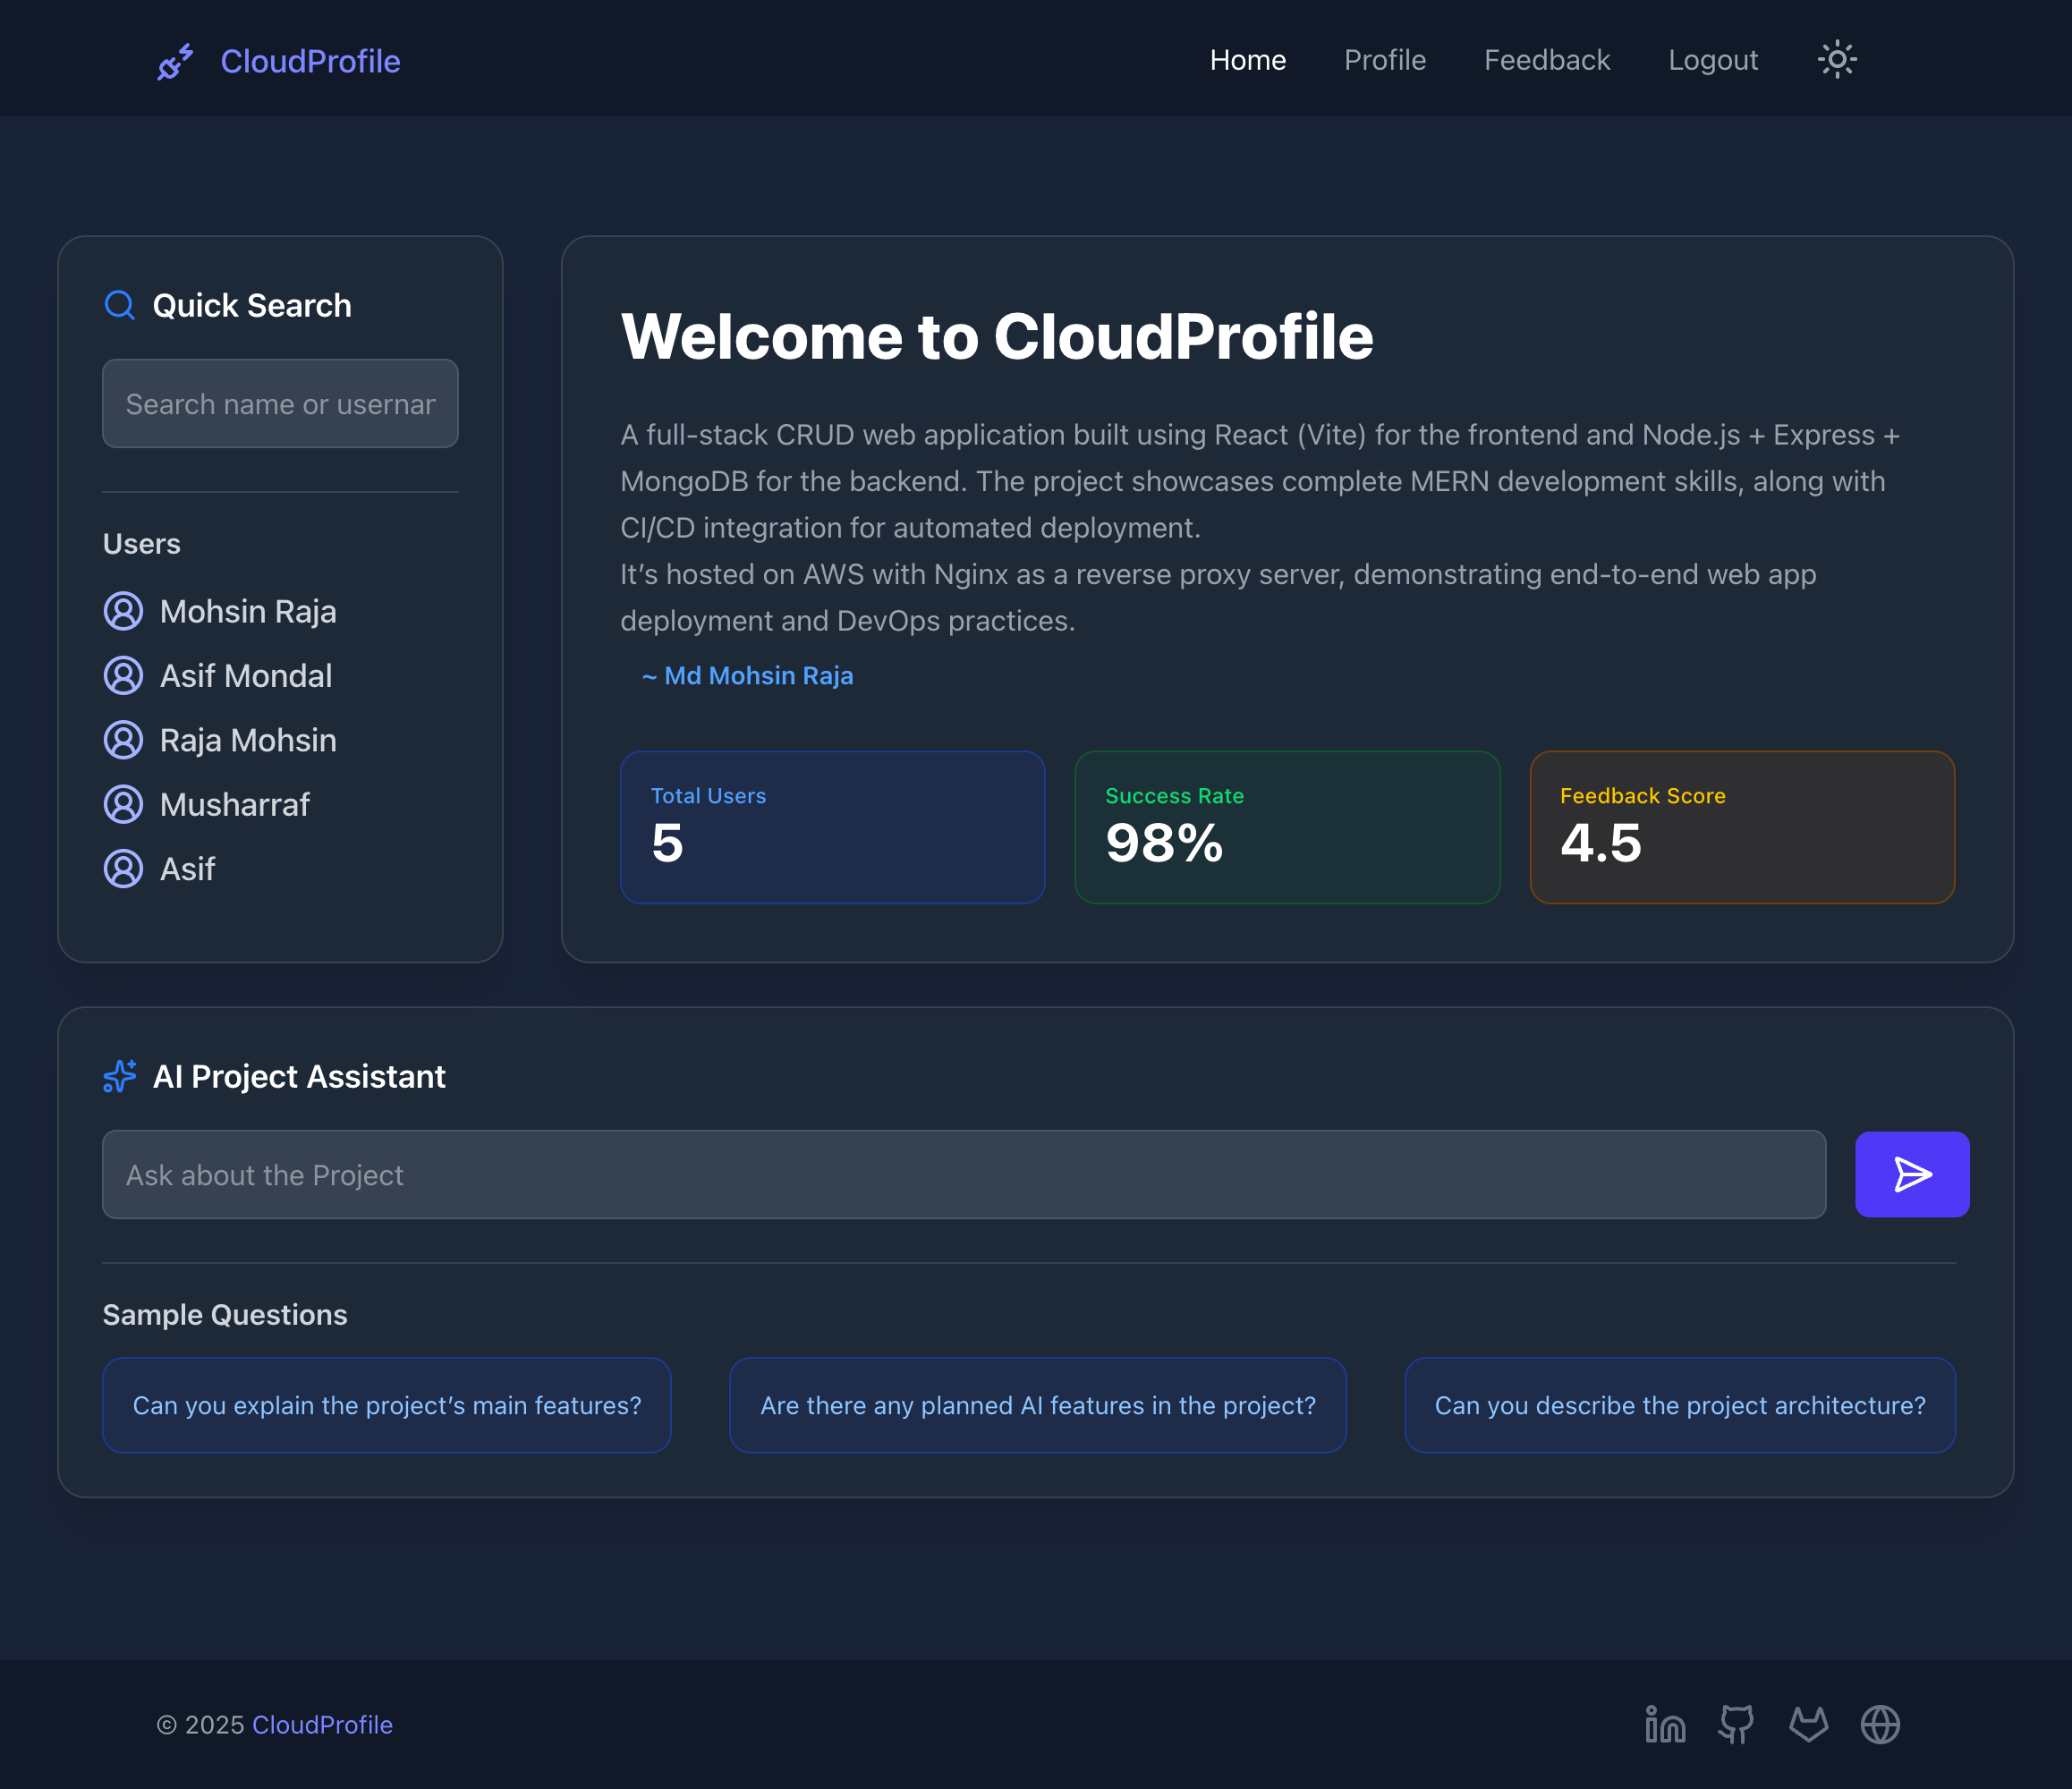 CloudProfile
Home
Profile
Feedback
Logout
Quick Search
Search name or usernar
Users
Mohsin Raja
Asif Mondal
Raja Mohsin
Musharraf
Asif
Welcome to CloudProfile
A full-stack CRUD web application built using React (Vite) for the frontend and Node.js + Express +
MongoDB for the backend. The project showcases complete MERN development skills, along with
CI/CD integration for automated deployment.
It’s hosted on AWS with Nginx as a reverse proxy server, demonstrating end-to-end web app
deployment and DevOps practices.
~ Md Mohsin Raja
Total Users
5
Success Rate
98%
Feedback Score
4.5
AI Project Assistant
Ask about the Project
Sample Questions
Can you explain the project’s main features?
Are there any planned AI features in the project?
Can you describe the project architecture?
© 2025 CloudProfile